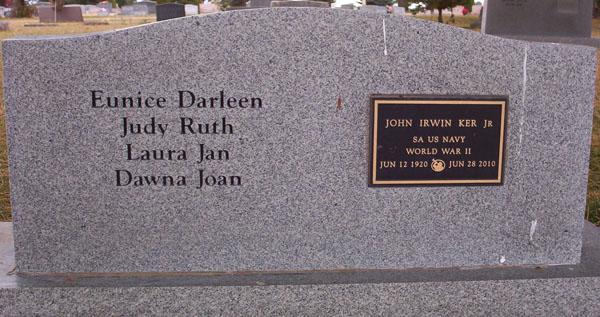 Eunice Darleen
Judy Ruth
Laura Jan
Dawna Joan
JOHN IRWIN KER JR
SA US NAVY
WORLD WAR II
JUN 12 1920 JUN 28 2010